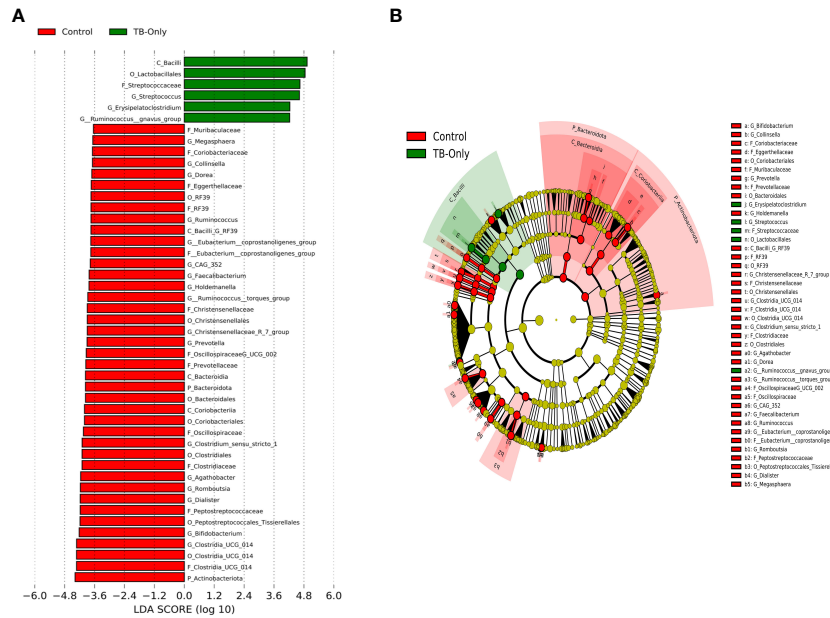 A
Control TB-Only
C_Bacilli
O_Lactobacillales
F_Streptococcaceae
G_Streptococcus
G_Erysipelatoclostridium
G__Ruminococcus__gnavus_group
F_Muribaculaceae
G_Megasphaera
F_Coriobacteriaceae
G_Collinsella
G_Dorea
F_Eggerthellaceae
O_RF39
F_RF39
G_Ruminococcus
C_Bacilli_G_RF39
G__Eubacterium__coprostanoligenes_group
F__Eubacterium__coprostanoligenes_group
G_CAG_352
G_Faecalibacterium
G_Holdemanella
G__Ruminococcus__torques_group
F_Christensenellaceae
O_Christensenellales
G_Christensenellaceae_R_7_group
G_Prevotella
F_OscillospiraceaeG_UCG_002
F_Prevotellaceae
C_Bacteroidia
P_Bacteroidota
O_Bacteroidales
C_Coriobacteriia
O_Coriobacteriales
F_Oscillospiraceae
G_Clostridium_sensu_stricto_1
O_Clostridiales
F_Clostridiaceae
G_Agathobacter
G_Romboutsia
G_Dialister
F_Peptostreptococcaceae
O_Peptostreptococcales_Tissierellales
G_Bifidobacterium
G_Clostridia_UCG_014
O_Clostridia_UCG_014
F_Clostridia_UCG_014
P_Actinobacteriota
−6.0 −4.8 −3.6 −2.4 −1.2 0.0 1.2 2.4 3.6 4.8 6.0
LDA SCORE (log 10)
B
Control
TB-Only
P_Bacteroidota
C_Bacteroidia
C_Coriobacteriia
P_Actinobacteriota
C_Bacilli
a: G_Bifidobacterium
b: G_Collinsella
c: F_Coriobacteriaceae
d: F_Eggerthellaceae
e: O_Coriobacteriales
f: F_Muribaculaceae
g: G_Prevotella
h: F_Prevotellaceae
i: O_Bacteroidales
j: G_Erysipelatoclostridium
k: G_Holdemanella
l: G_Streptococcus
m: F_Streptococcaceae
n: O_Lactobacillales
o: C_Bacilli_G_RF39
p: F_RF39
q: O_RF39
r: G_Christensenellaceae_R_7_group
s: F_Christensenellaceae
t: O_Christensenellales
u: G_Clostridia_UCG_014
v: F_Clostridia_UCG_014
w: O_Clostridia_UCG_014
x: G_Clostridium_sensu_stricto_1
y: F_Clostridiaceae
z: O_Clostridiales
a0: G_Agathobacter
a1: G_Dorea
a2: G__Ruminococcus__gnavus_grou
a3: G__Ruminococcus__torques_grou
a4: F_OscillospiraceaeG_UCG_002
a5: F_Oscillospiraceae
a6: G_CAG_352
a7: G_Faecalibacterium
a8: G_Ruminococcus
a9: G__Eubacterium__coprostanolige
b0: F__Eubacterium__coprostanolige
b1: G_Romboutsia
b2: F_Peptostreptococcaceae
b3: O_Peptostreptococcales_Tissierel
b4: G_Dialister
b5: G_Megasphaera